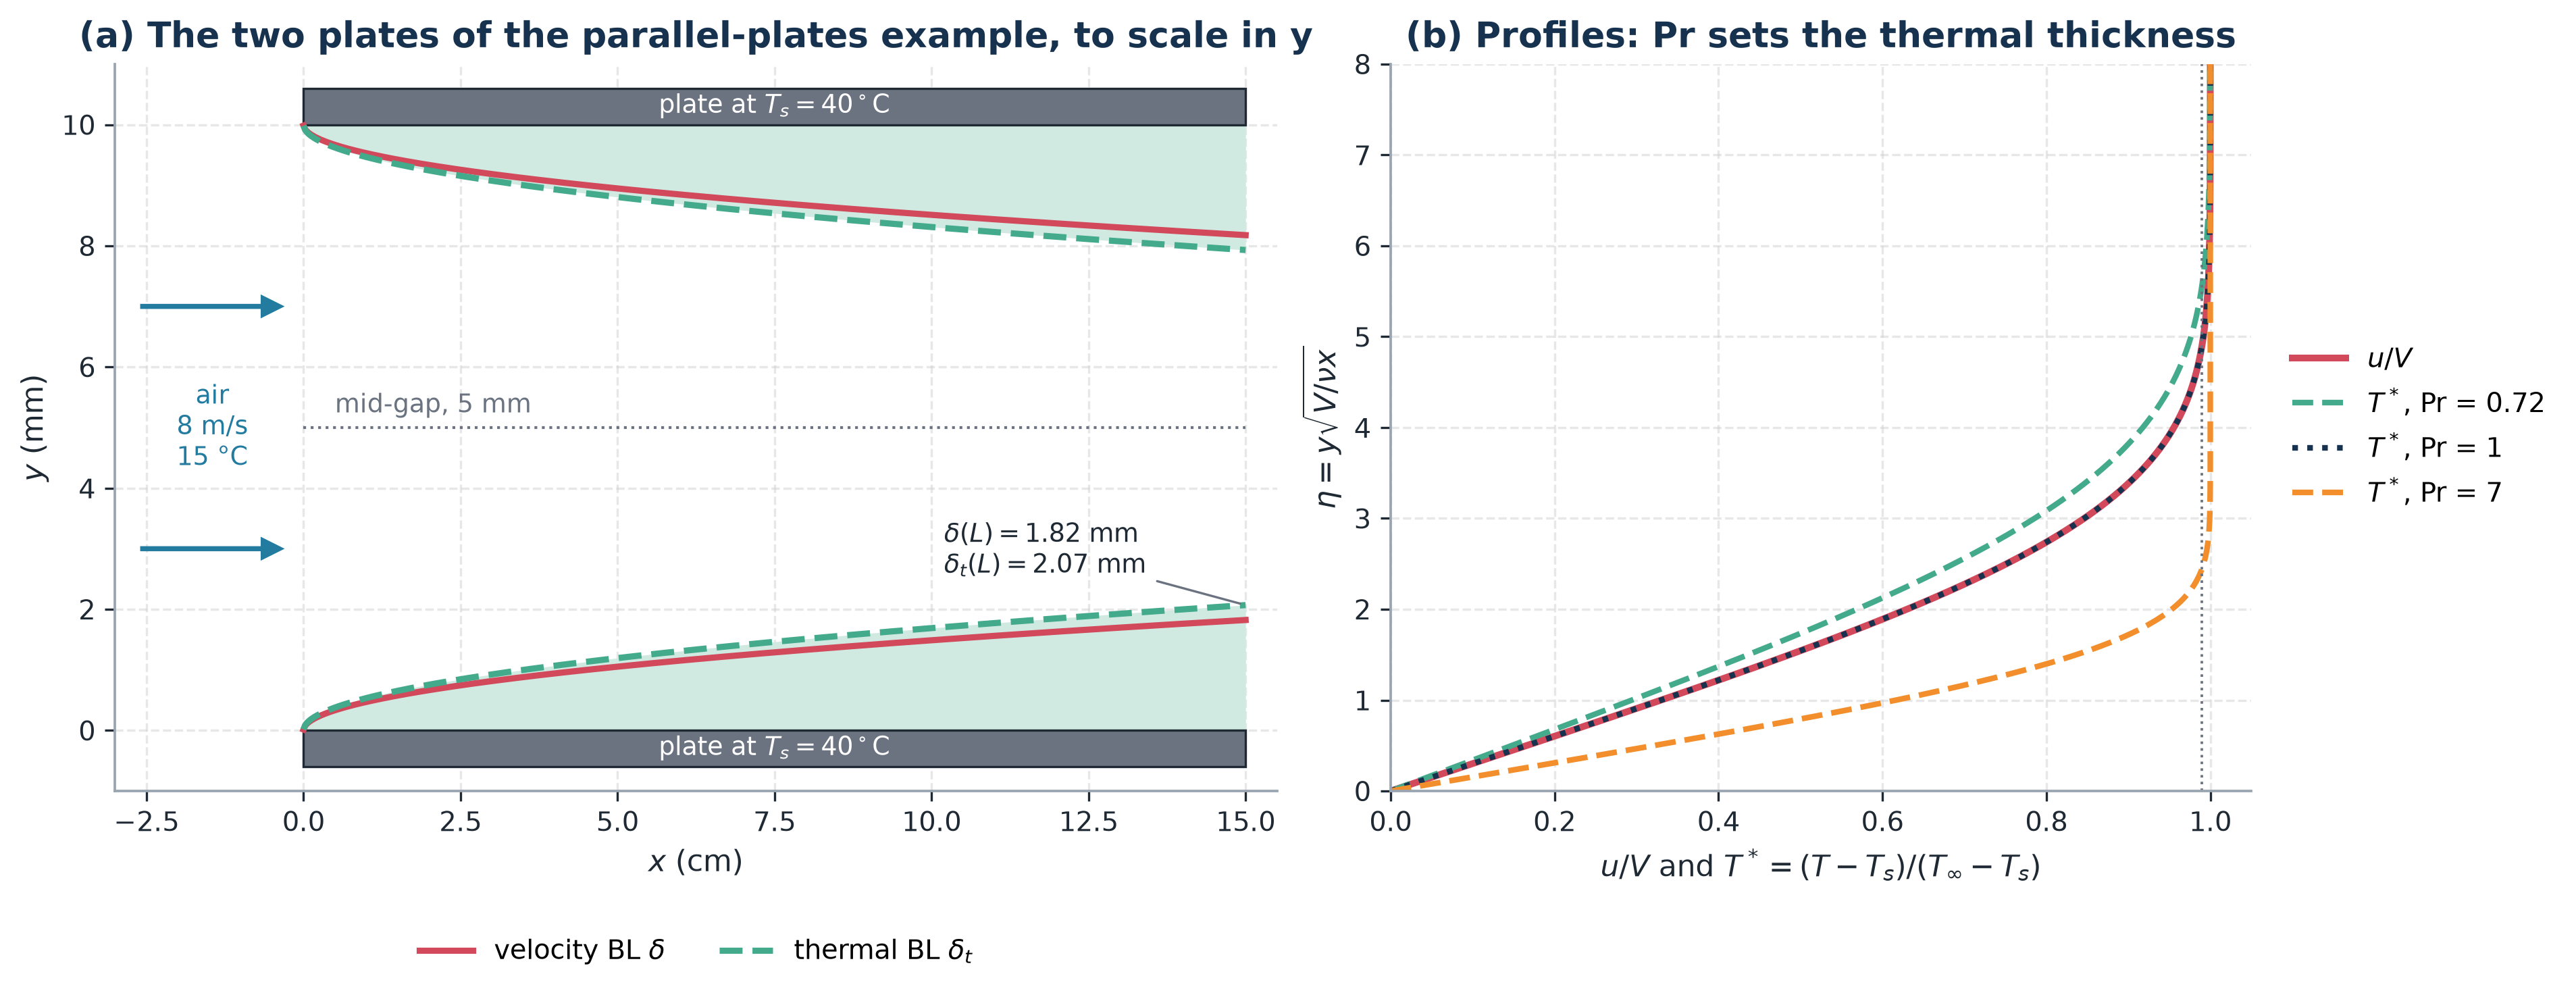 (a) The two plates of the parallel-plates example, to scale in y
y (mm)
10
8
6
4
2
0
plate at T_s = 40°C
air
8 m/s
15 °C
mid-gap, 5 mm
δ(L) = 1.82 mm
δ_t(L) = 2.07 mm
plate at T_s = 40°C
−2.5 0.0 2.5 5.0 7.5 10.0 12.5 15.0
x (cm)
velocity BL δ thermal BL δ_t
(b) Profiles: Pr sets the thermal thickness
η = y√V/νx
8
7
6
5
4
3
2
1
0
0.0 0.2 0.4 0.6 0.8 1.0
u/V and T* = (T − T_s)/(T_∞ − T_s)
u/V
T*, Pr = 0.72
T*, Pr = 1
T*, Pr = 7